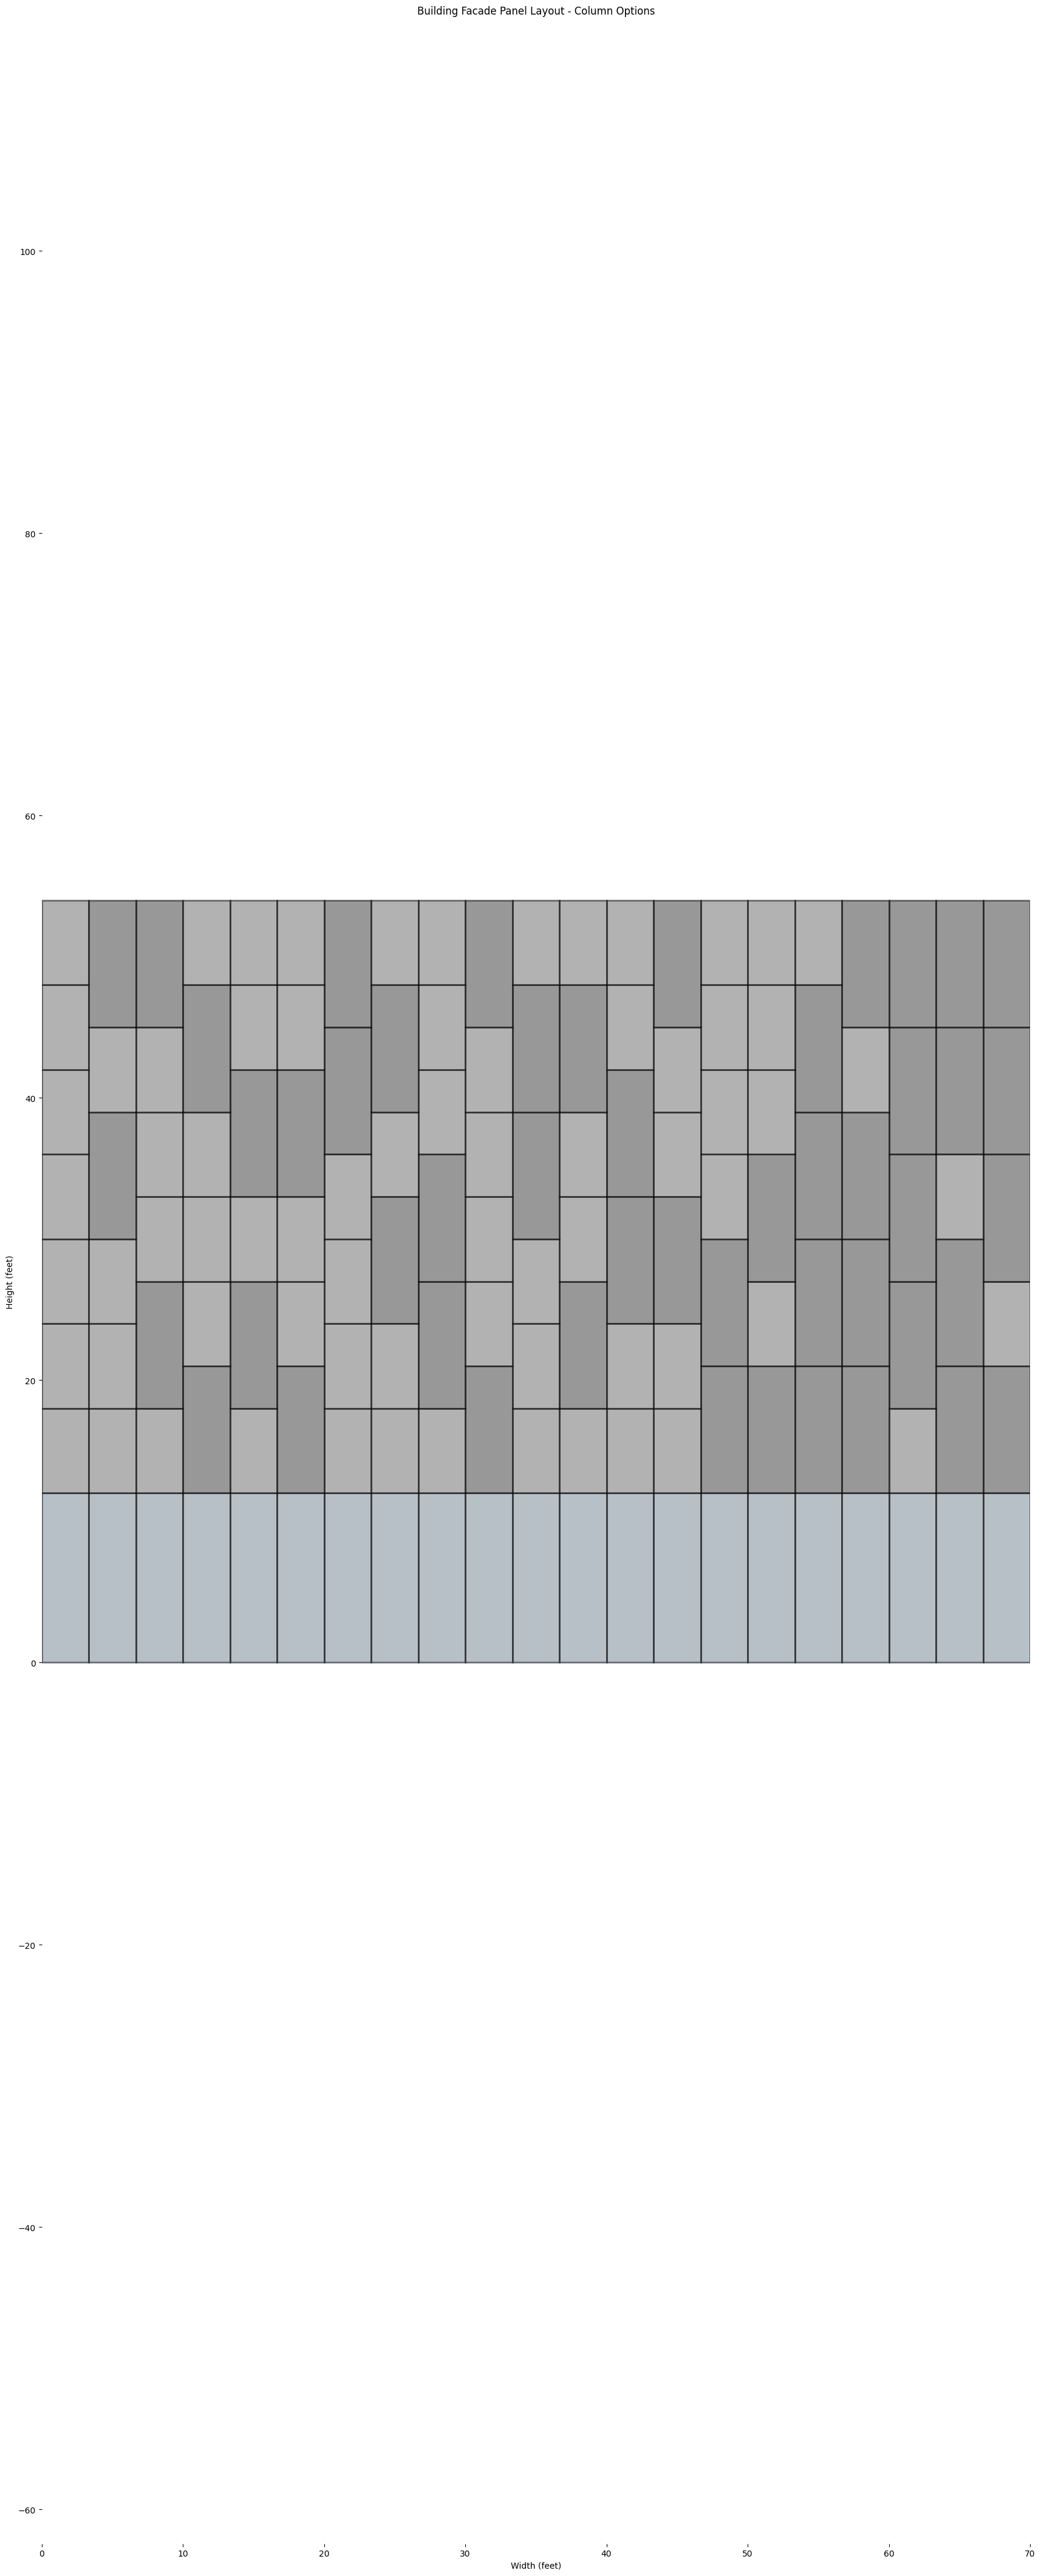 Building Facade Panel Layout - Column Options
100
80
60
40
20
0
−20
−40
−60
Height (feet)
0 10 20 30 40 50 60 70
Width (feet)